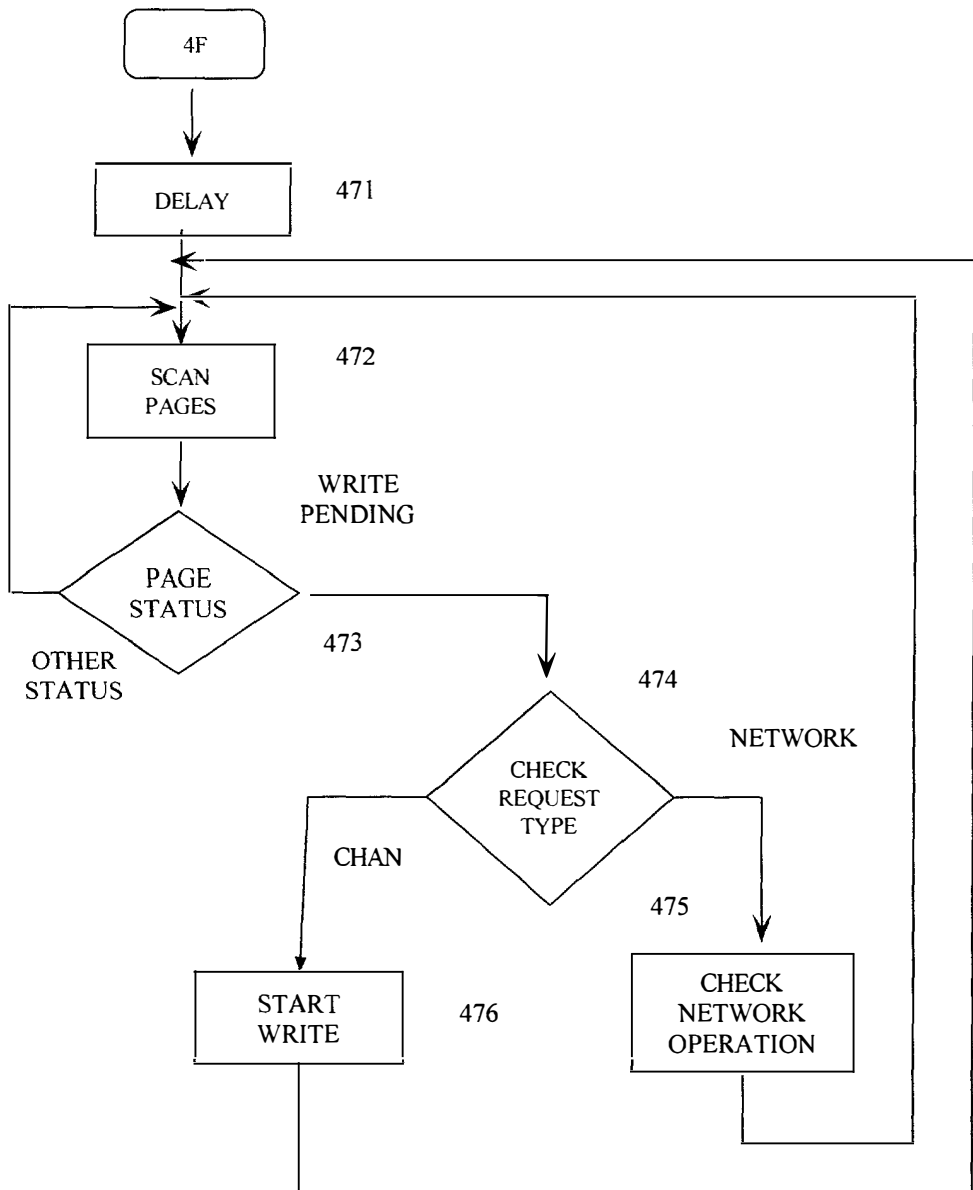 4F
DELAY
471
SCAN
PAGES
472
WRITE
PENDING
PAGE
STATUS
473
OTHER
STATUS
474
NETWORK
CHECK
REQUEST
TYPE
CHAN
475
START
WRITE
476
CHECK
NETWORK
OPERATION